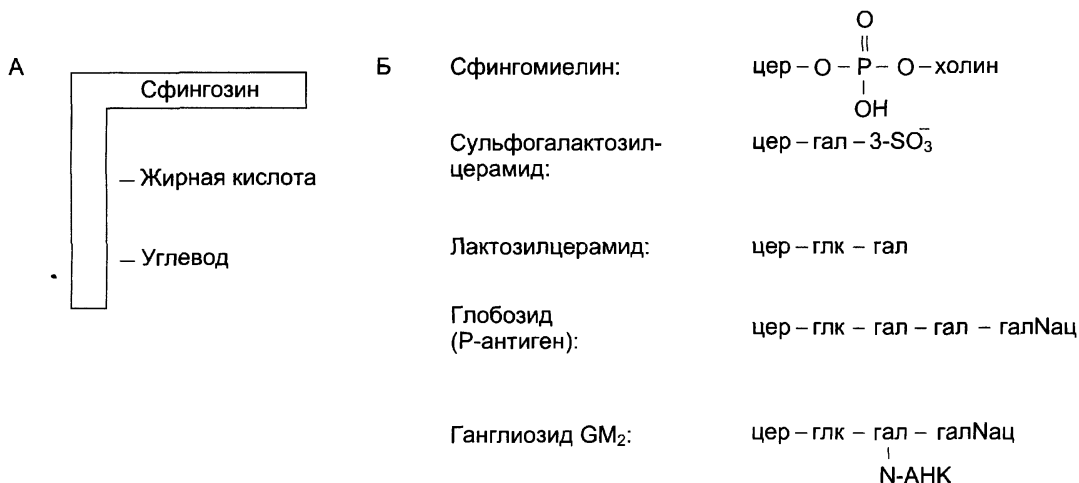 А
Сфингозин
– Жирная кислота
– Углевод
Б
Сфингомиелин:
O
цер – O – P – O – холин
OH
Сульфогалактозил-
церамид:
цер – гал – 3-SO₃⁻
Лактозилцерамид:
цер – глк – гал
Глобозид
(Р-антиген):
цер – глк – гал – гал – галNац
Ганглиозид GM₂:
цер – глк – гал – галNац
N-АНК